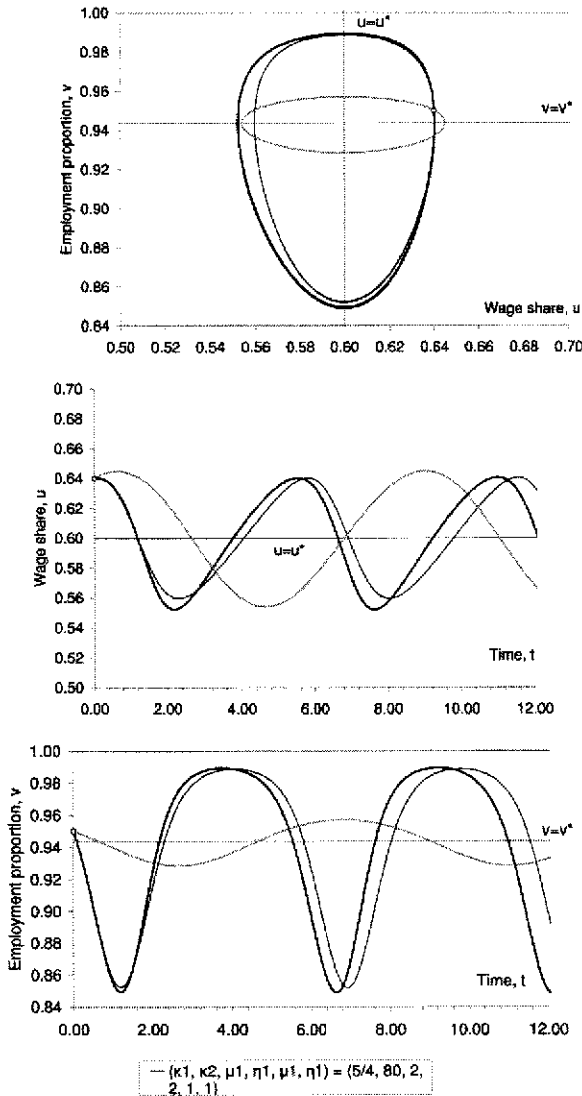 1.00
0.98
0.96
0.94
0.92
0.90
0.88
0.86
0.84
Employment proportion, v
u=u*
v=v*
Wage share, u
0.50 0.52 0.54 0.56 0.58 0.60 0.62 0.64 0.66 0.68 0.70
0.70
0.68
0.66
0.64
0.62
0.60
0.58
0.56
0.54
0.52
0.50
Wage share, u
u=u*
Time, t
0.00 2.00 4.00 6.00 8.00 10.00 12.00
1.00
0.98
0.96
0.94
0.92
0.90
0.88
0.86
0.84
Employment proportion, v
v=v*
Time, t
0.00 2.00 4.00 6.00 8.00 10.00 12.00
(κ1, κ2, μ1, η1, μ1, η1) = (5/4, 80, 2,
2, 1, 1)